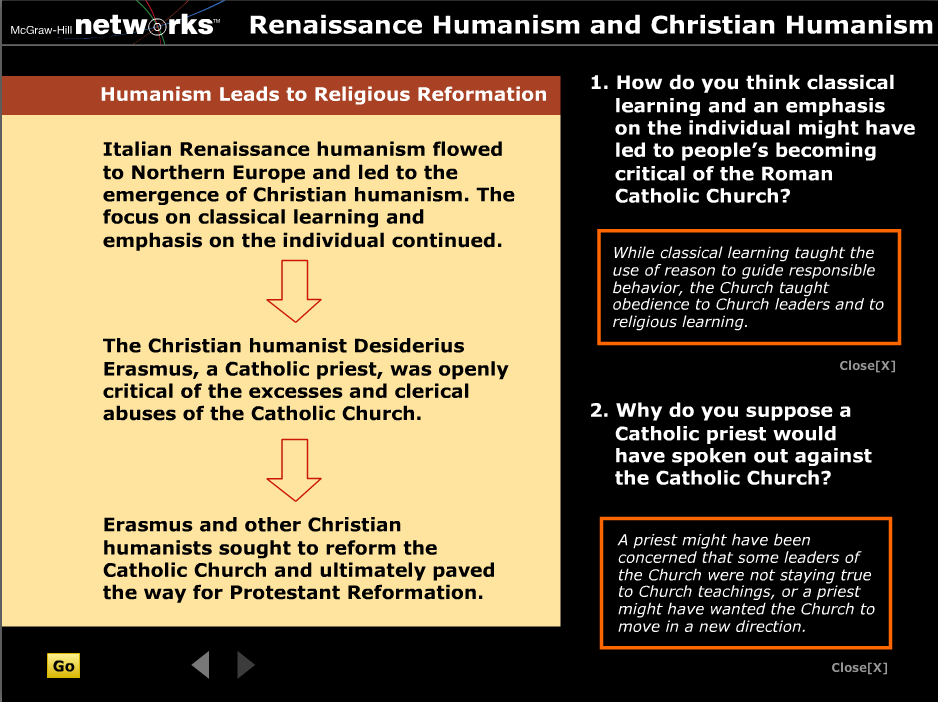 McGraw-Hill networks™ Renaissance Humanism and Christian Humanism
Humanism Leads to Religious Reformation
Italian Renaissance humanism flowed
to Northern Europe and led to the
emergence of Christian humanism. The
focus on classical learning and
emphasis on the individual continued.
The Christian humanist Desiderius
Erasmus, a Catholic priest, was openly
critical of the excesses and clerical
abuses of the Catholic Church.
Erasmus and other Christian
humanists sought to reform the
Catholic Church and ultimately paved
the way for Protestant Reformation.
Go
1. How do you think classical
learning and an emphasis
on the individual might have
led to people’s becoming
critical of the Roman
Catholic Church?
While classical learning taught the
use of reason to guide responsible
behavior, the Church taught
obedience to Church leaders and to
religious learning.
Close[X]
2. Why do you suppose a
Catholic priest would
have spoken out against
the Catholic Church?
A priest might have been
concerned that some leaders of
the Church were not staying true
to Church teachings, or a priest
might have wanted the Church to
move in a new direction.
Close[X]